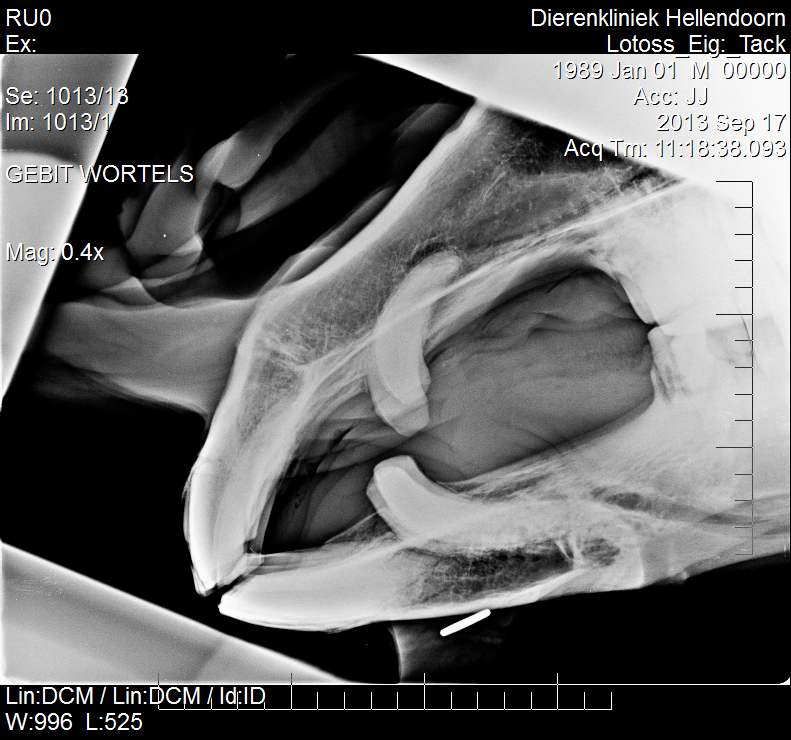 RU0
Ex:
Dierenkliniek Hellendoorn
Lotoss_Eig:_Tack
1989 Jan 01 M 00000
Acc: JJ
2013 Sep 17
Acq Tm: 11:18:38.093
Se: 1013/13
Im: 1013/1
GEBIT WORTELS
Mag: 0.4x
Lin:DCM / Lin:DCM / Id:ID
W:996 L:525